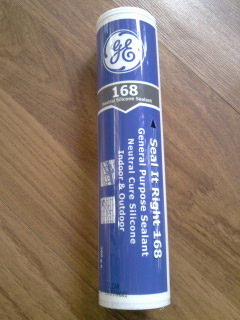 GE
168
Neutral Silicone Sealant
Seal It Right 168
General Purpose Sealant
Neutral Cure Silicone
Indoor & Outdoor